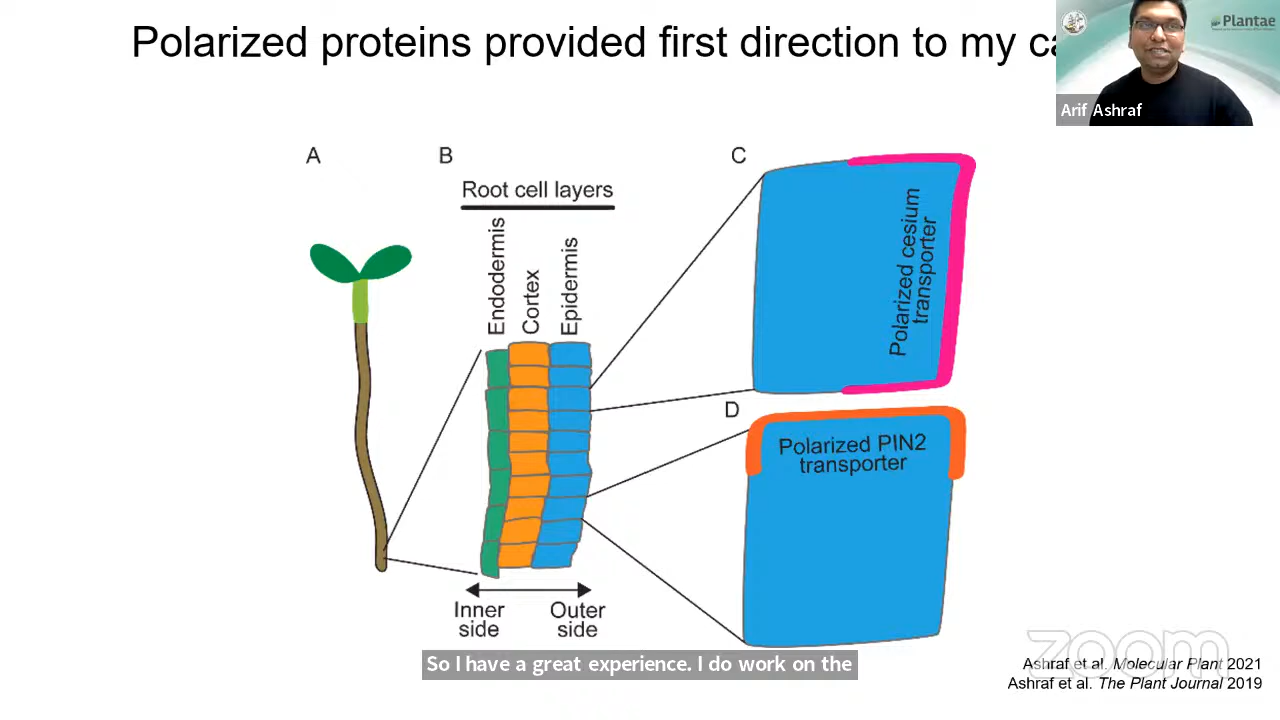 Polarized proteins provided first direction to my ca
Plantae
Arif Ashraf
A
B
C
D
Root cell layers
Endodermis
Cortex
Epidermis
Polarized cesium
transporter
Polarized PIN2
transporter
Inner
side
Outer
side
So I have a great experience. I do work on the
zoom
Ashraf et al. Molecular Plant 2021
Ashraf et al. The Plant Journal 2019